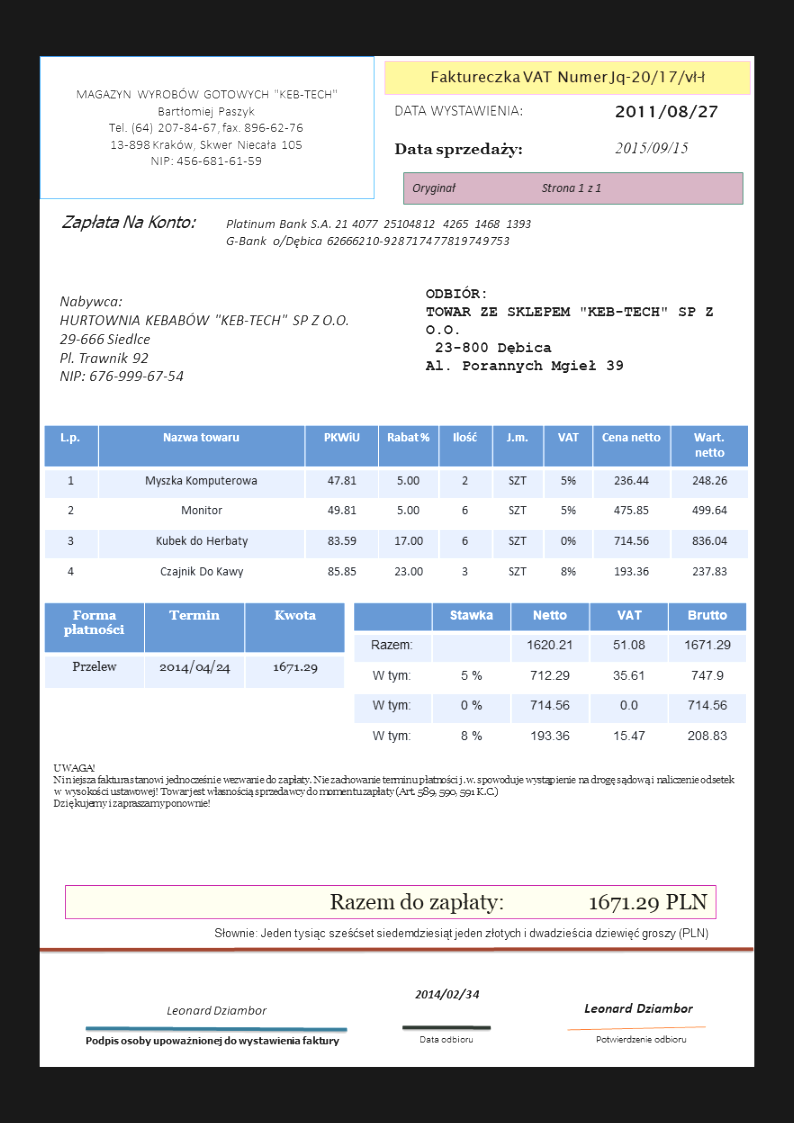 MAGAZYN WYROBÓW GOTOWYCH "KEB-TECH"
Bartłomiej Paszyk
Tel. (64) 207-84-67, fax. 896-62-76
13-898 Kraków, Skwer Niecała 105
NIP: 456-681-61-59
Faktureczka VAT Numer Jq-20/17/vł-ł
DATA WYSTAWIENIA: 2011/08/27
Data sprzedaży: 2015/09/15
Oryginał Strona 1 z 1
Zapłata Na Konto: Platinum Bank S.A. 21 4077 25104812 4265 1468 1393
G-Bank o/Dębica 62666210-928717477819749753
Nabywca:
HURTOWNIA KEBABÓW "KEB-TECH" SP Z O.O.
29-666 Siedlce
Pl. Trawnik 92
NIP: 676-999-67-54
ODBIÓR:
TOWAR ZE SKLEPEM "KEB-TECH" SP Z
O.O.
23-800 Dębica
Al. Porannych Mgieł 39
L.p. Nazwa towaru PKWiU Rabat % Ilość J.m. VAT Cena netto Wart.
netto
1 Myszka Komputerowa 47.81 5.00 2 SZT 5% 236.44 248.26
2 Monitor 49.81 5.00 6 SZT 5% 475.85 499.64
3 Kubek do Herbaty 83.59 17.00 6 SZT 0% 714.56 836.04
4 Czajnik Do Kawy 85.85 23.00 3 SZT 8% 193.36 237.83
Forma Termin Kwota
płatności
Przelew 2014/04/24 1671.29
Stawka Netto VAT Brutto
Razem: 1620.21 51.08 1671.29
W tym: 5 % 712.29 35.61 747.9
W tym: 0 % 714.56 0.0 714.56
W tym: 8 % 193.36 15.47 208.83
UWAGA!
Niniejsza faktura stanowi jednocześnie wezwanie do zapłaty. Nie zachowanie terminu płatności j.w. spowoduje wystąpienie na drogę sądową i naliczenie odsetek
w wysokości ustawowej! Towar jest własnością sprzedawcy do momentu zapłaty (Art. 589, 590, 591 K.C.)
Dziękujemy i zapraszamy ponownie!
Razem do zapłaty: 1671.29 PLN
Słownie: Jeden tysiąc sześćset siedemdziesiąt jeden złotych i dwadzieścia dziewięć groszy (PLN)
Leonard Dziambor
Podpis osoby upoważnionej do wystawienia faktury
2014/02/34
Data odbioru
Leonard Dziambor
Potwierdzenie odbioru